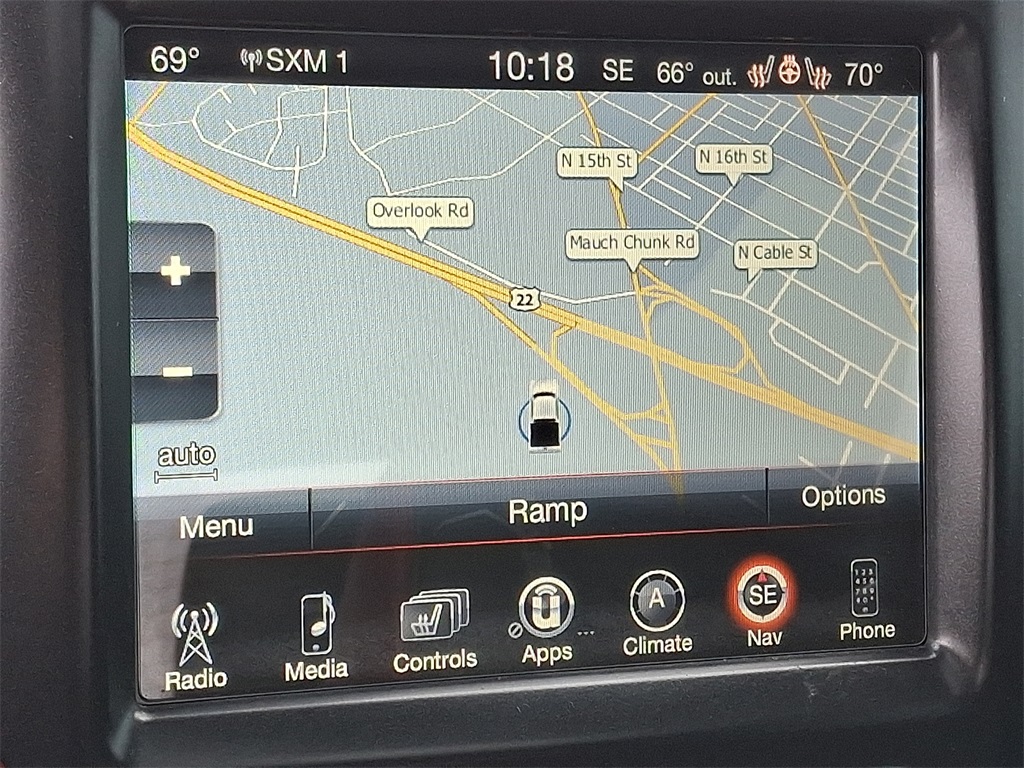 69° SXM 1 10:18 SE 66° out. 70°
N 15th St
N 16th St
Overlook Rd
Mauch Chunk Rd
N Cable St
22
+
−
auto
Menu Ramp Options
A
SE
Radio Media Controls Apps Climate Nav Phone